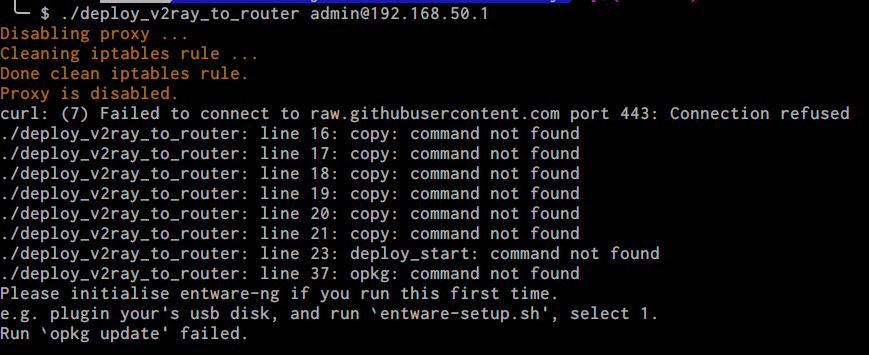 └─ $ ./deploy_v2ray_to_router admin@192.168.50.1
Disabling proxy ...
Cleaning iptables rule ...
Done clean iptables rule.
Proxy is disabled.
curl: (7) Failed to connect to raw.githubusercontent.com port 443: Connection refused
./deploy_v2ray_to_router: line 16: copy: command not found
./deploy_v2ray_to_router: line 17: copy: command not found
./deploy_v2ray_to_router: line 18: copy: command not found
./deploy_v2ray_to_router: line 19: copy: command not found
./deploy_v2ray_to_router: line 20: copy: command not found
./deploy_v2ray_to_router: line 21: copy: command not found
./deploy_v2ray_to_router: line 23: deploy_start: command not found
./deploy_v2ray_to_router: line 37: opkg: command not found
Please initialise entware-ng if you run this first time.
e.g. plugin your's usb disk, and run `entware-setup.sh', select 1.
Run `opkg update' failed.